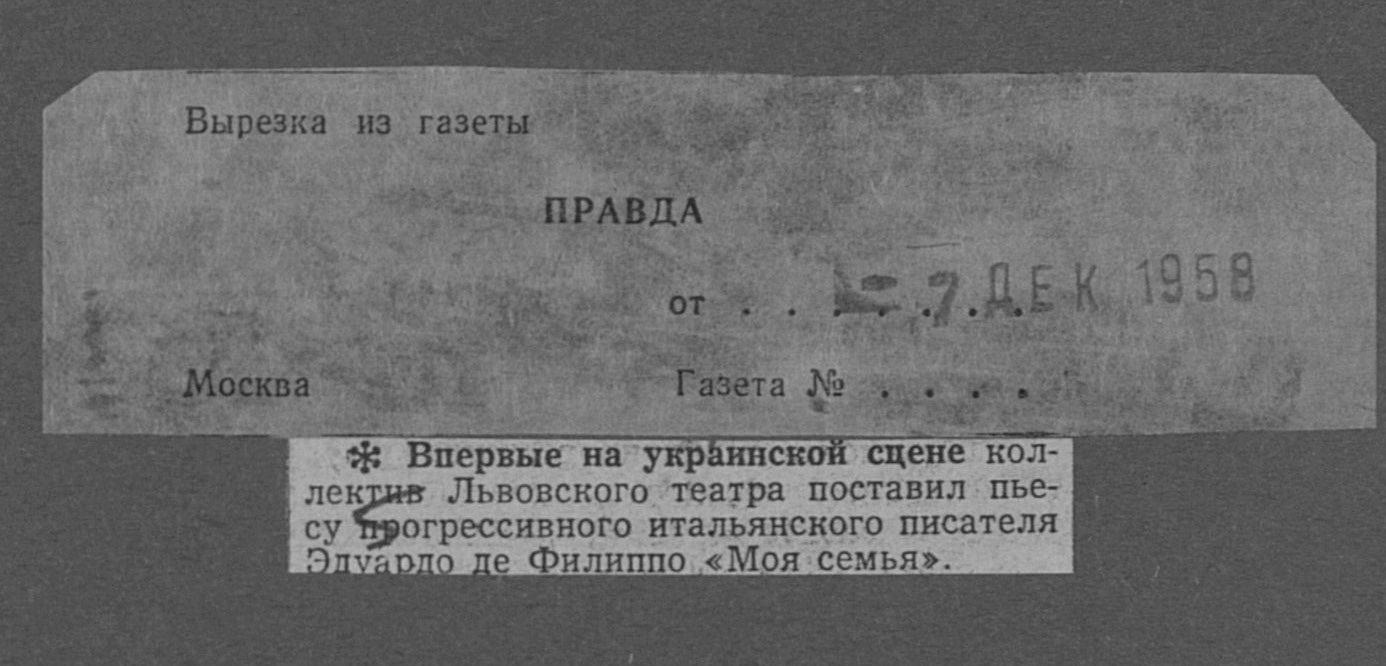 Вырезка из газеты
ПРАВДА
от . . . . . . . - 7 ДЕК 1958
Москва
Газета № . . . .
✻ Впервые на украинской сцене кол-
лектив Львовского театра поставил пье-
су прогрессивного итальянского писателя
Эдуардо де Филиппо «Моя семья».